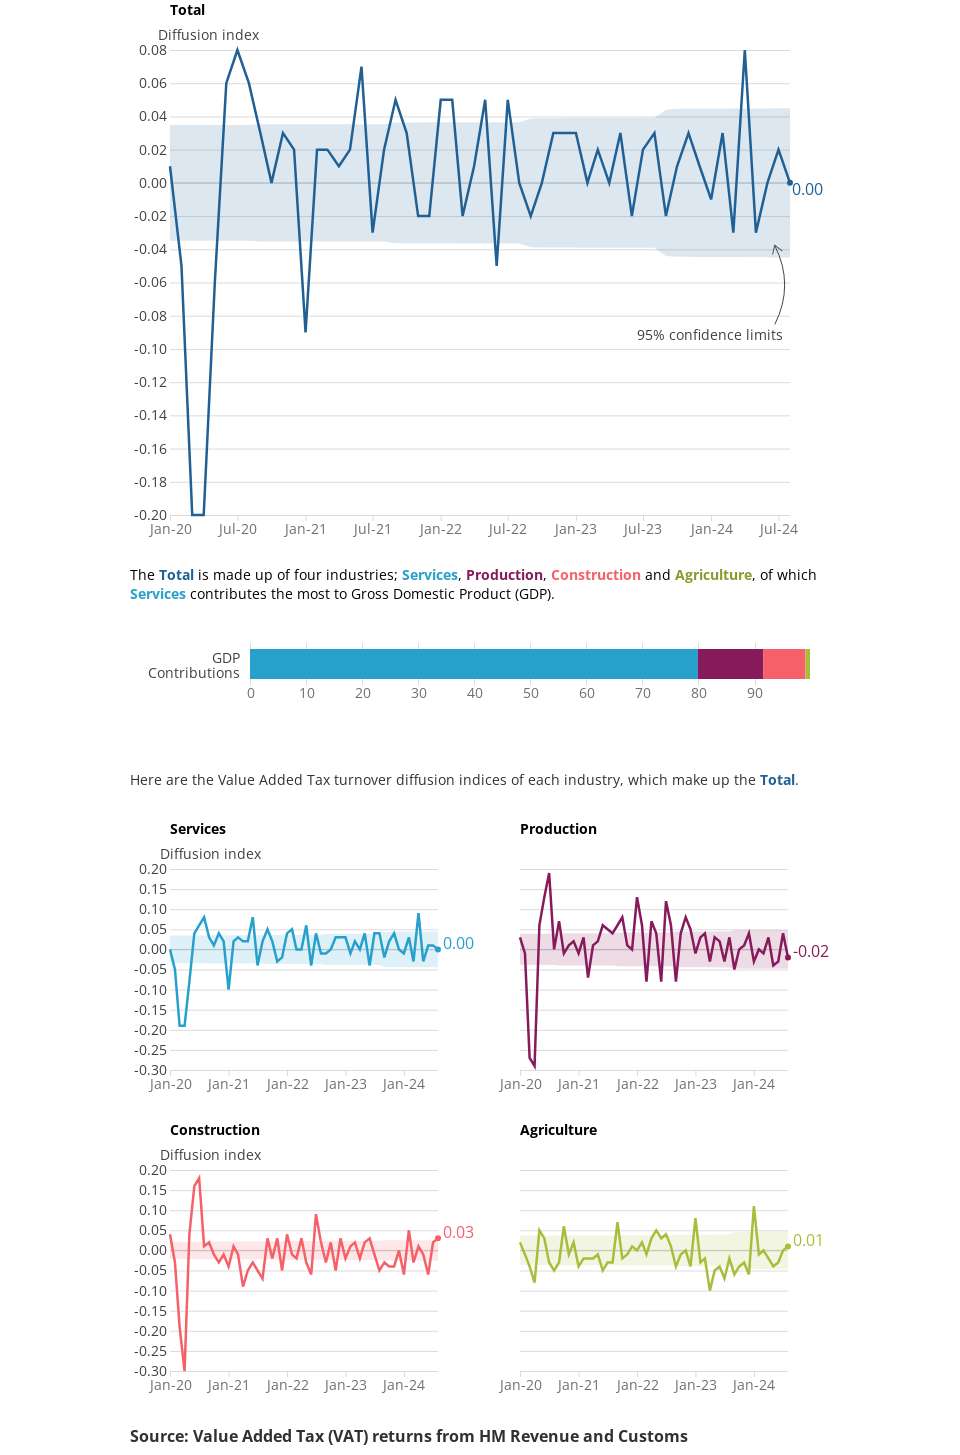 Total
Diffusion index
0.08
0.06
0.04
0.02
0.00
0.00
-0.02
-0.04
-0.06
-0.08
95% confidence limits
-0.10
-0.12
-0.14
-0.16
-0.18
-0.20
Jan-20 Jul-20 Jan-21 Jul-21 Jan-22 Jul-22 Jan-23 Jul-23 Jan-24 Jul-24
The Total is made up of four industries; Services, Production, Construction and Agriculture, of which
Services contributes the most to Gross Domestic Product (GDP).
GDP
Contributions
0 10 20 30 40 50 60 70 80 90
Here are the Value Added Tax turnover diffusion indices of each industry, which make up the Total.
Services
Diffusion index
0.20
0.15
0.10
0.05
0.00
0.00
-0.05
-0.10
-0.15
-0.20
-0.25
-0.30
Jan-20 Jan-21 Jan-22 Jan-23 Jan-24
Production
-0.02
Jan-20 Jan-21 Jan-22 Jan-23 Jan-24
Construction
Diffusion index
0.20
0.15
0.10
0.05
0.03
0.00
-0.05
-0.10
-0.15
-0.20
-0.25
-0.30
Jan-20 Jan-21 Jan-22 Jan-23 Jan-24
Agriculture
0.01
Jan-20 Jan-21 Jan-22 Jan-23 Jan-24
Source: Value Added Tax (VAT) returns from HM Revenue and Customs